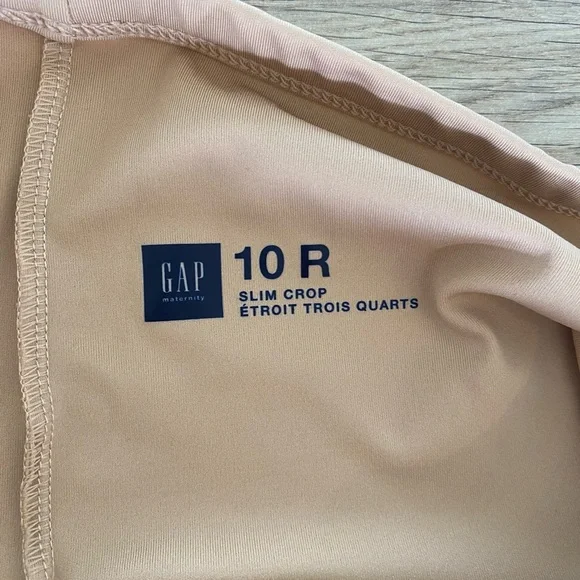 GAP
maternity
10 R
SLIM CROP
ÉTROIT TROIS QUARTS